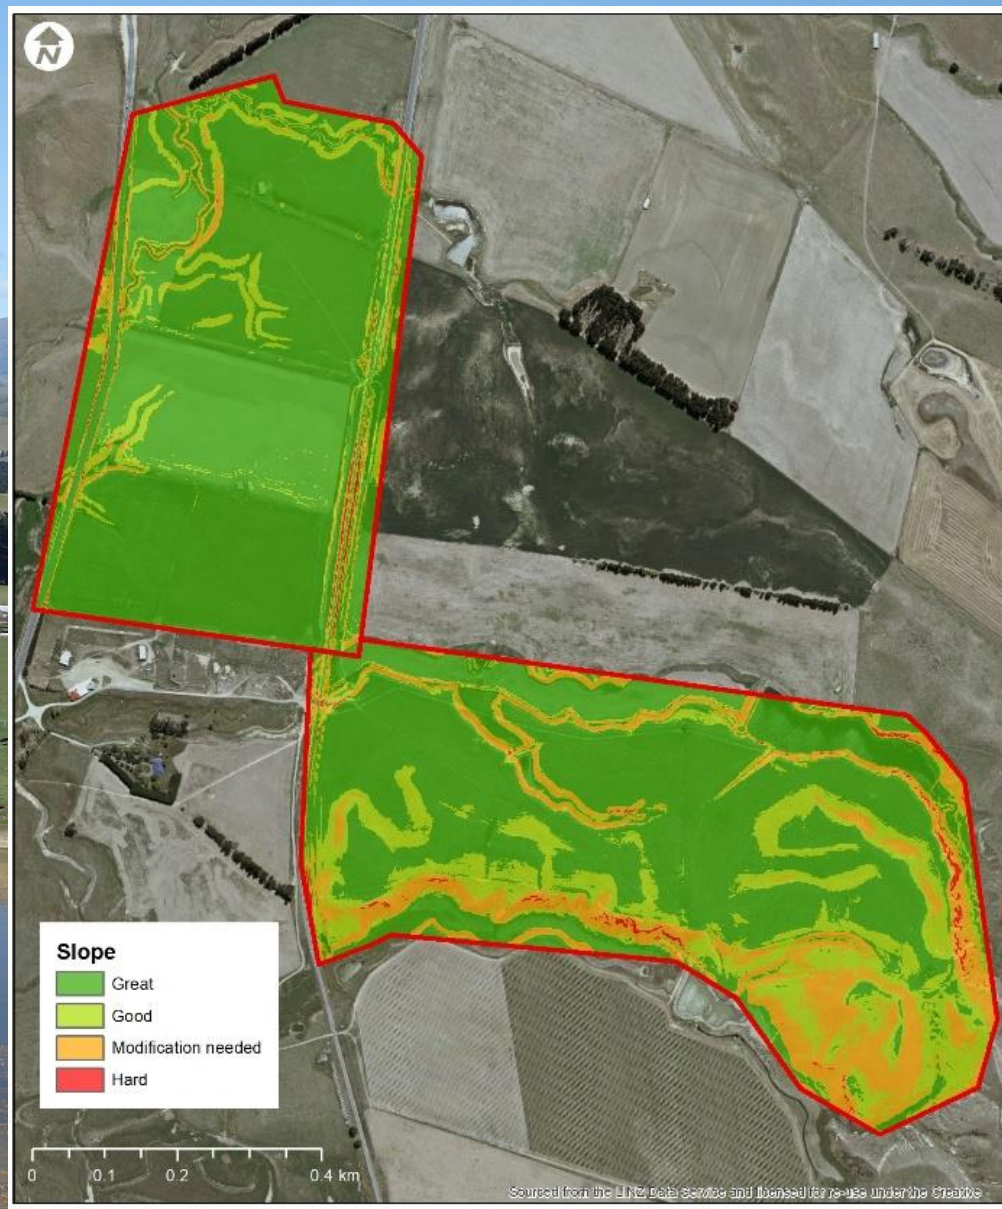 N
Slope
Great
Good
Modification needed
Hard
0 0.1 0.2 0.4 km
Sourced from the LINZ Data Service and licensed for re-use under the Creative